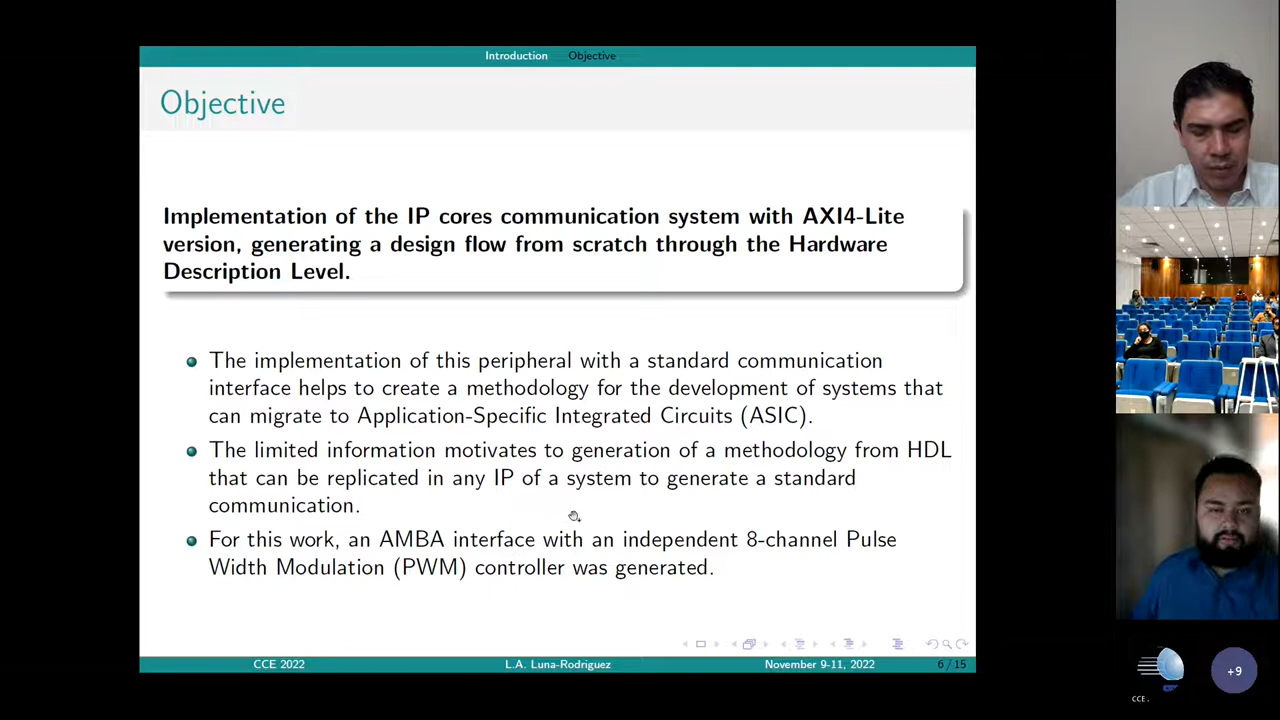 Introduction Objective
Objective
Implementation of the IP cores communication system with AXI4-Lite
version, generating a design flow from scratch through the Hardware
Description Level.
The implementation of this peripheral with a standard communication
interface helps to create a methodology for the development of systems that
can migrate to Application-Specific Integrated Circuits (ASIC).
The limited information motivates to generation of a methodology from HDL
that can be replicated in any IP of a system to generate a standard
communication.
For this work, an AMBA interface with an independent 8-channel Pulse
Width Modulation (PWM) controller was generated.
CCE 2022 L.A. Luna-Rodriguez November 9-11, 2022 6 / 15
+9
CCE.